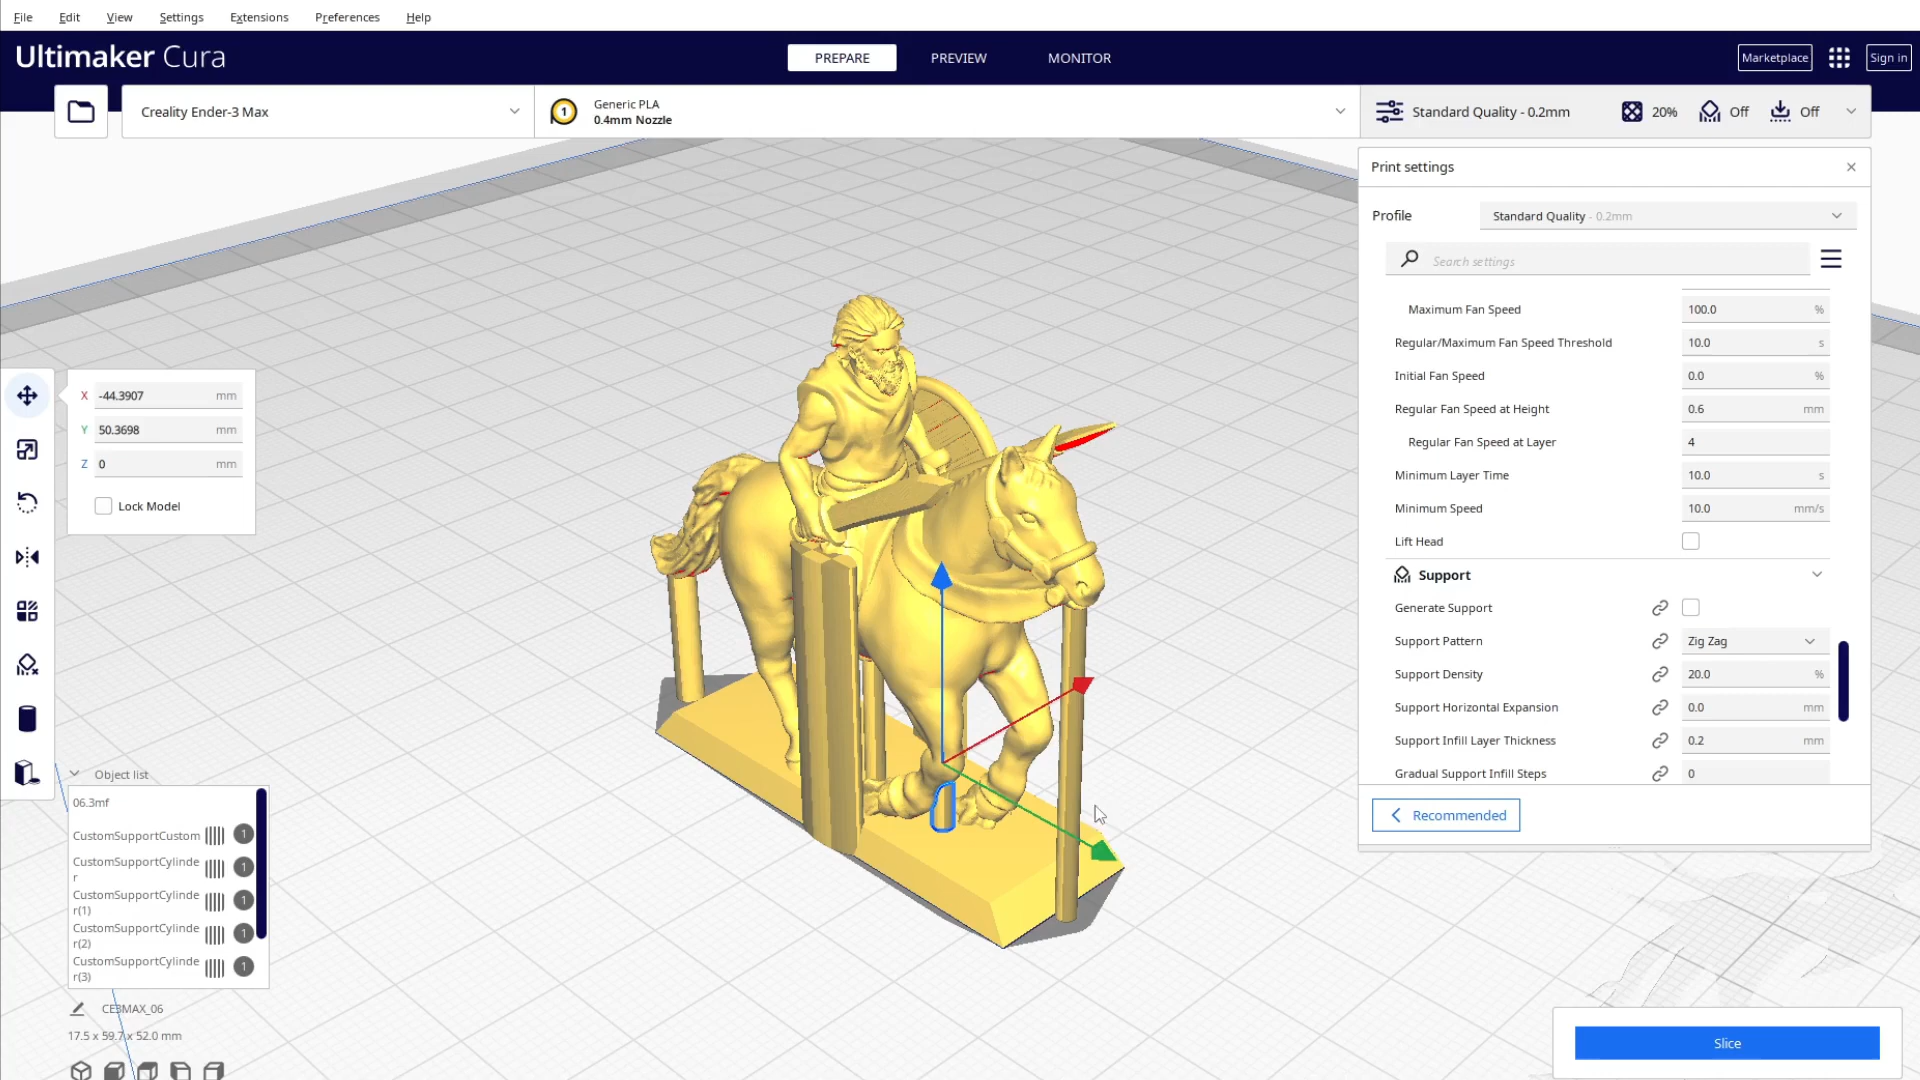 File Edit View Settings Extensions Preferences Help
Ultimaker Cura
PREPARE PREVIEW MONITOR
Marketplace Sign in
Creality Ender-3 Max
1
Generic PLA
0.4mm Nozzle
Standard Quality - 0.2mm 20% Off Off
Print settings
Profile Standard Quality - 0.2mm
Search settings
Maximum Fan Speed 100.0 %
Regular/Maximum Fan Speed Threshold 10.0 s
Initial Fan Speed 0.0 %
Regular Fan Speed at Height 0.6 mm
Regular Fan Speed at Layer 4
Minimum Layer Time 10.0 s
Minimum Speed 10.0 mm/s
Lift Head
Support
Generate Support
Support Pattern Zig Zag
Support Density 20.0 %
Support Horizontal Expansion 0.0 mm
Support Infill Layer Thickness 0.2 mm
Gradual Support Infill Steps 0
Recommended
X -44.3907 mm
Y 50.3698 mm
Z 0 mm
Lock Model
Object list
06.3mf
CustomSupportCustom 1
CustomSupportCylinde
r 1
CustomSupportCylinde
r(1) 1
CustomSupportCylinde
r(2) 1
CustomSupportCylinde
r(3) 1
CE3MAX_06
17.5 x 59.7 x 52.0 mm
Slice